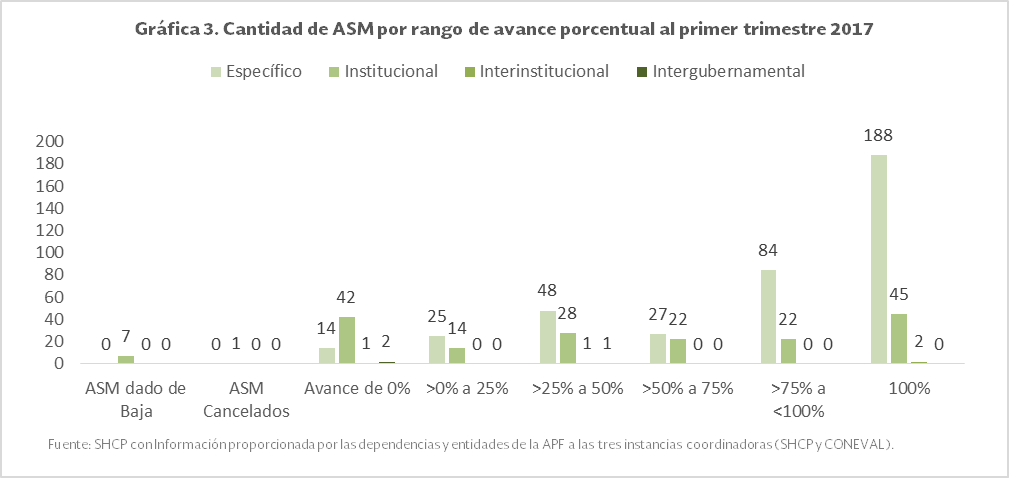 Gráfica 3. Cantidad de ASM por rango de avance porcentual al primer trimestre 2017
Específico Institucional Interinstitucional Intergubernamental
200
180
160
140
120
100
80
60
40
20
0
0 7 0 0
0 1 0 0
14 42 1 2
25 14 0 0
48 28 1 1
27 22 0 0
84 22 0 0
188 45 2 0
ASM dado de Baja
ASM Cancelados
Avance de 0%
>0% a 25%
>25% a 50%
>50% a 75%
>75% a <100%
100%
Fuente: SHCP con Información proporcionada por las dependencias y entidades de la APF a las tres instancias coordinadoras (SHCP y CONEVAL).